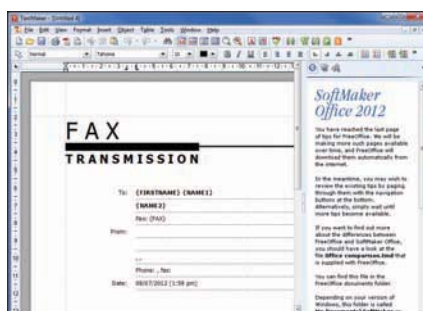 TextMaker - [Untitled 4]
File Edit View Format Insert Object Table Tools Window Help
Normal Tahoma
FAX
TRANSMISSION
To: {FIRSTNAME} {NAME1}
{NAME2}
Fax: {FAX}
From:
Phone: , fax:
Date: 08/07/2012 (1:59 pm)
SoftMaker
Office 2012
You have reached the last page
of tips for FreeOffice. We will be
making more such pages available
over time, and FreeOffice will
download them automatically from
the internet.
In the meantime, you may wish to
review the existing tips by paging
through them with the navigation
buttons at the bottom.
Alternatively, simply wait until
more tips become available.
If you want to find out more
about the differences between
FreeOffice and SoftMaker Office,
you should have a look at the
file Office comparison.tmd that
is supplied with FreeOffice.
You can find this file in the
FreeOffice documents folder.
Depending on your version of
Windows, this folder is called